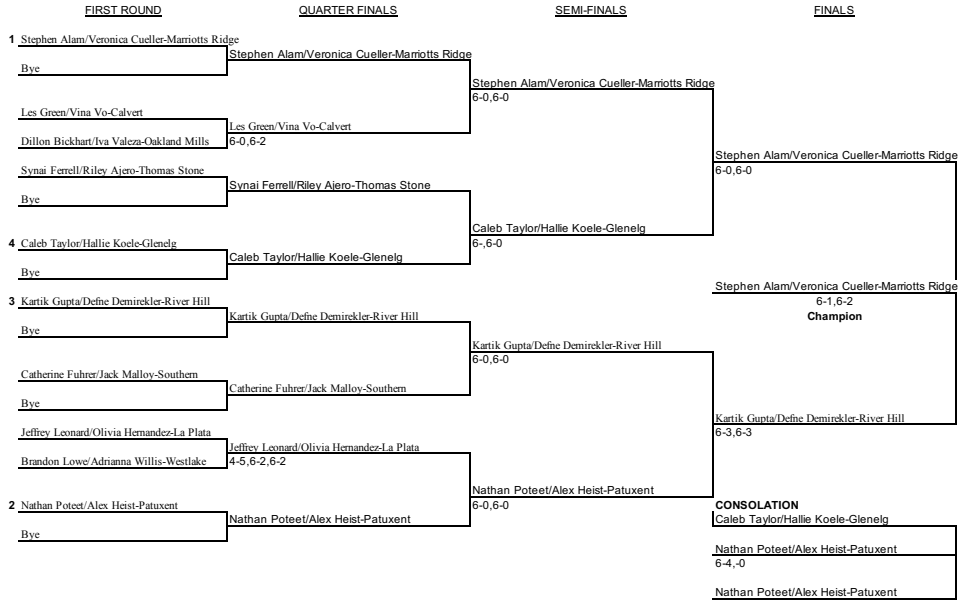 FIRST ROUND QUARTER FINALS SEMI-FINALS FINALS
1 Stephen Alam/Veronica Cueller-Marriotts Ridge
Stephen Alam/Veronica Cueller-Marriotts Ridge
Bye
Stephen Alam/Veronica Cueller-Marriotts Ridge
6-0,6-0
Les Green/Vina Vo-Calvert
Les Green/Vina Vo-Calvert
Dillon Bickhart/Iva Valeza-Oakland Mills 6-0,6-2
Stephen Alam/Veronica Cueller-Marriotts Ridge
6-0,6-0
Synai Ferrell/Riley Ajero-Thomas Stone
Synai Ferrell/Riley Ajero-Thomas Stone
Bye
Caleb Taylor/Hallie Koele-Glenelg
6-,6-0
4 Caleb Taylor/Hallie Koele-Glenelg
Caleb Taylor/Hallie Koele-Glenelg
Bye
Stephen Alam/Veronica Cueller-Marriotts Ridge
6-1,6-2
Champion
3 Kartik Gupta/Defne Demirekler-River Hill
Kartik Gupta/Defne Demirekler-River Hill
Bye
Kartik Gupta/Defne Demirekler-River Hill
6-0,6-0
Catherine Fuhrer/Jack Malloy-Southern
Catherine Fuhrer/Jack Malloy-Southern
Bye
Kartik Gupta/Defne Demirekler-River Hill
6-3,6-3
Jeffrey Leonard/Olivia Hernandez-La Plata
Jeffrey Leonard/Olivia Hernandez-La Plata
Brandon Lowe/Adrianna Willis-Westlake 4-5,6-2,6-2
Nathan Poteet/Alex Heist-Patuxent
6-0,6-0
2 Nathan Poteet/Alex Heist-Patuxent
Nathan Poteet/Alex Heist-Patuxent
Bye
CONSOLATION
Caleb Taylor/Hallie Koele-Glenelg
Nathan Poteet/Alex Heist-Patuxent
6-4,-0
Nathan Poteet/Alex Heist-Patuxent